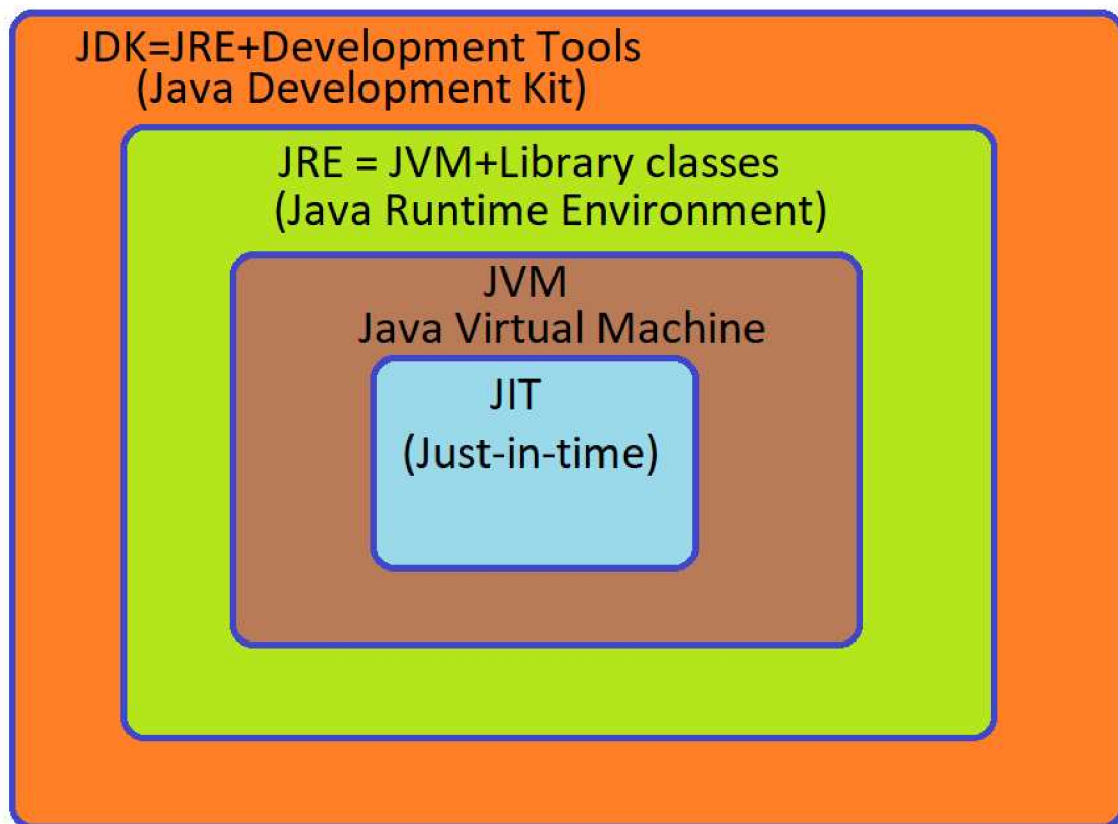 JDK=JRE+Development Tools
(Java Development Kit)
JRE = JVM+Library classes
(Java Runtime Environment)
JVM
Java Virtual Machine
JIT
(Just-in-time)